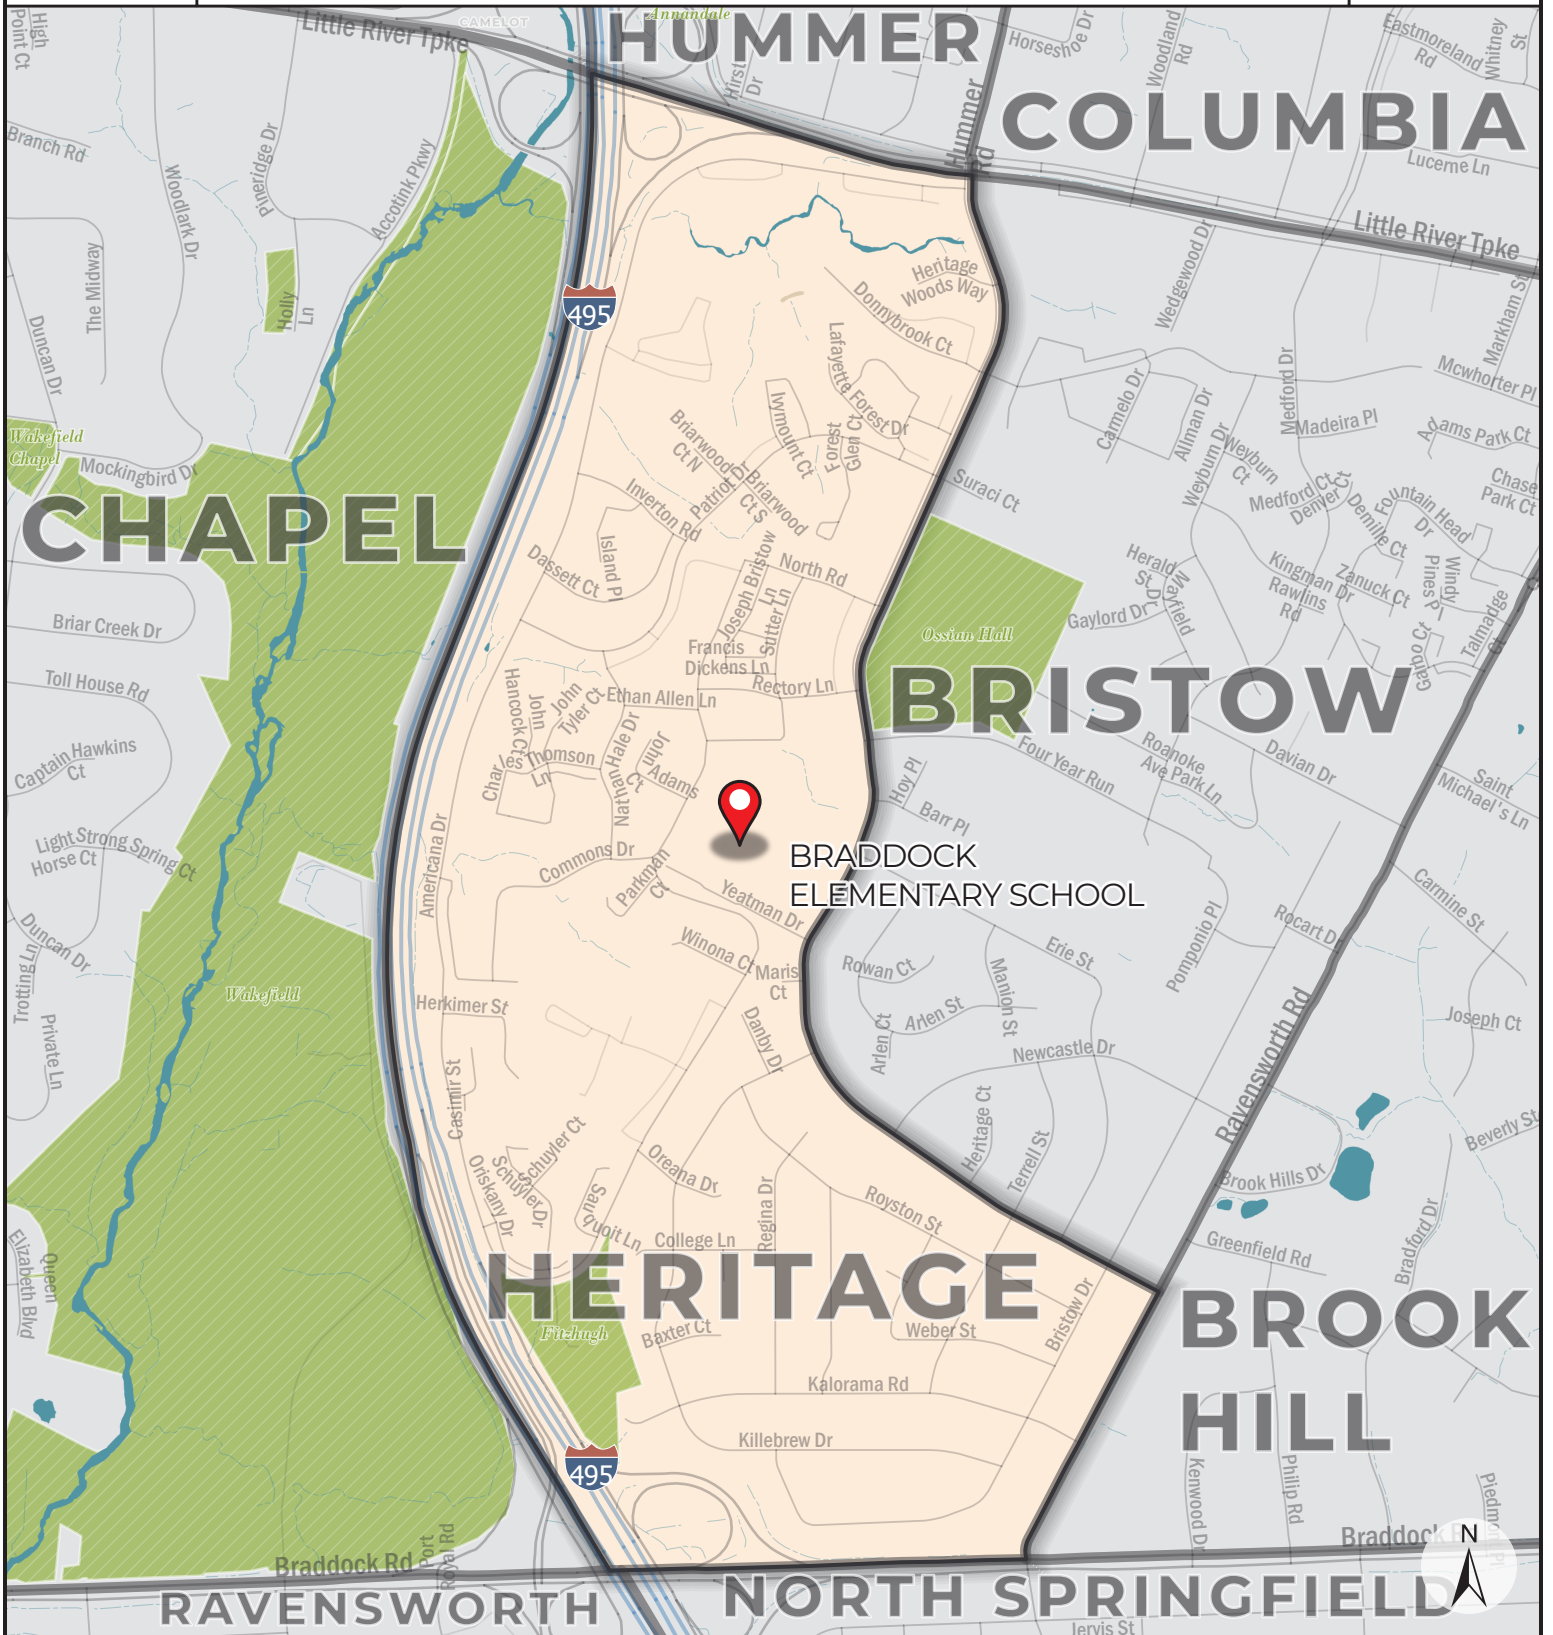 High
Point Ct
Little River Tpke
CAMELOT
Annandale
HUMMER
Hirst
Dr
Horseshoe Dr
Woodland
Rd
Eastmoreland
Rd
Whitney
St
COLUMBIA
Hummer
Rd
Lucerne Ln
Branch Rd
Woodlark Dr
Pineridge Dr
Accotink Pkwy
Little River Tpke
The Midway
Holly
Ln
Duncan Dr
495
Heritage
Woods Way
Donnybrook Ct
Wedgewood Dr
Markham St
Lafayette Forest Dr
Ivymount Ct
Forest
Glen Ct
Carmelo Dr
Allman Dr
Medford Dr
Madeira Pl
Mcwhorter Pl
Adams Park Ct
Wakefield
Chapel
Mockingbird Dr
CHAPEL
Briarwood
Ct N
Patriot Dr
Briarwood
Ct S
Inverton Rd
Suraci Ct
Weyburn Dr
Weyburn
Ct
Medford Ct
Denver Ct
Demille Ct
Fountain Head
Dr
Chase
Park Ct
Dassett Ct
Island Pl
Joseph Bristow
Ln
North Rd
Sutter Ln
Herald
St
Mayfield
Dr
Gaylord Dr
Kingman Dr
Rawlins
Rd
Zanuck Ct
Windy
Pines P
Talmadge
Ct
Garoo Ct
Ossian Hall
BRISTOW
Briar Creek Dr
Toll House Rd
Francis
Dickens Ln
Rectory Ln
Ethan Allen Ln
Hancock Ct
John
John
Tyler Ct
Charles Thomson
Ln
Nathan Hale Dr
John
Adams
Ct
Captain Hawkins
Ct
Four Year Run
Roanoke
Ave Park Ln
Davian Dr
Saint
Michael's Ln
Hoy Pl
Barr Pl
BRADDOCK
ELEMENTARY SCHOOL
Light Strong Spring Ct
Horse Ct
Americana Dr
Commons Dr
Parkman
Ct
Yeatman Dr
Winona Ct
Maris
Ct
Carmine St
Rocart Dr
Pomponio Pl
Erie St
Manion St
Rowan Ct
Arlen St
Arlen Ct
Newcastle Dr
Duncan Dr
Trotting Ln
Private Ln
Wakefield
Herkimer St
Danby Dr
Casimir St
Ravensworth Rd
Joseph Ct
Heritage Ct
Terrell St
Beverly St
Schuyler Ct
Schuyler Dr
Oriskany Dr
Sans
Quoit Ln
Oreana Dr
College Ln
Regina Dr
Royston St
Brook Hills Dr
Greenfield Rd
Bradford Dr
Queen
Elizabeth Blvd
HERITAGE
Fitzhugh
Baxter Ct
Weber St
Bristow Dr
BROOK
HILL
Kalorama Rd
Killebrew Dr
495
Kenwood Dr
Philip Rd
Braddock Rd
Port
Royal Rd
Braddock R
N
RAVENSWORTH
NORTH SPRINGFIELD
Jervis St